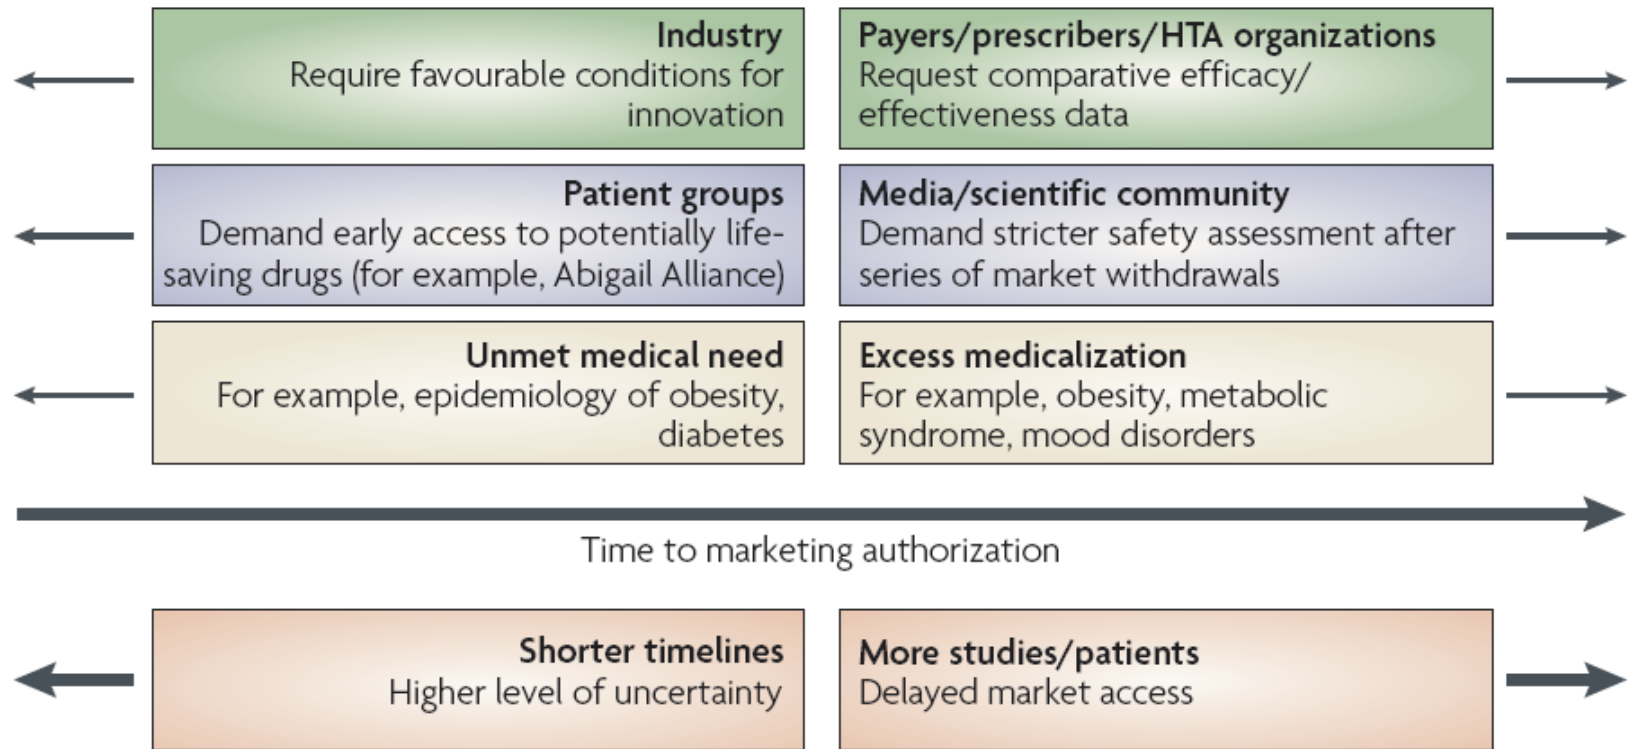 Industry
Require favourable conditions for
innovation
Payers/prescribers/HTA organizations
Request comparative efficacy/
effectiveness data
Patient groups
Demand early access to potentially life-
saving drugs (for example, Abigail Alliance)
Media/scientific community
Demand stricter safety assessment after
series of market withdrawals
Unmet medical need
For example, epidemiology of obesity,
diabetes
Excess medicalization
For example, obesity, metabolic
syndrome, mood disorders
Time to marketing authorization
Shorter timelines
Higher level of uncertainty
More studies/patients
Delayed market access